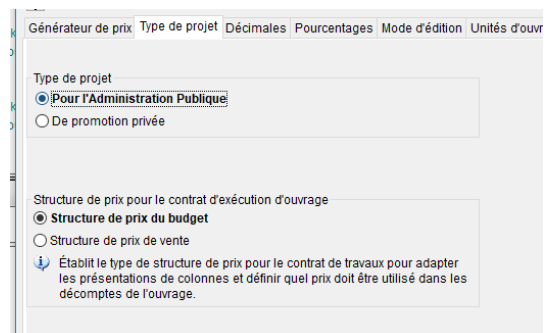 Générateur de prix Type de projet Décimales Pourcentages Mode d'édition Unités d'ouvr
Type de projet
Pour l'Administration Publique
De promotion privée
Structure de prix pour le contrat d'exécution d'ouvrage
Structure de prix du budget
Structure de prix de vente
Établit le type de structure de prix pour le contrat de travaux pour adapter
les présentations de colonnes et définir quel prix doit être utilisé dans les
décomptes de l'ouvrage.